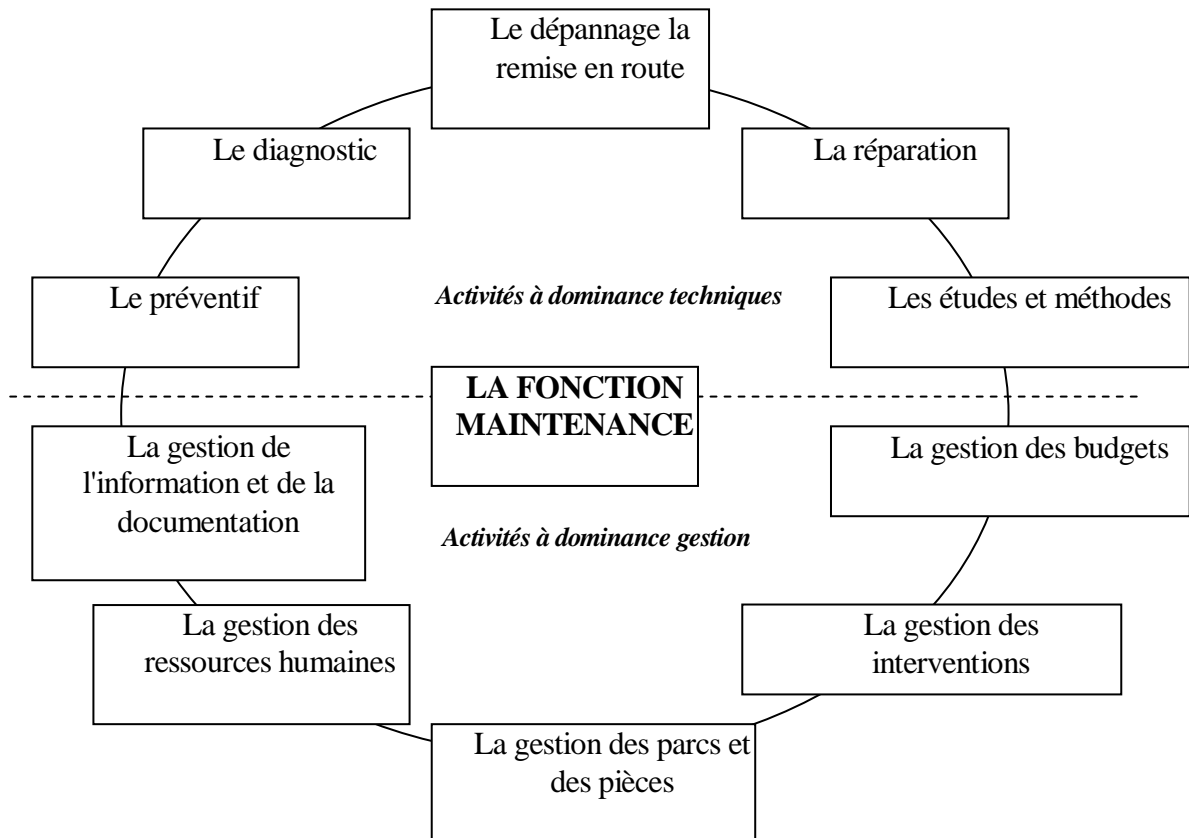 Le dépannage la
remise en route
Le diagnostic
La réparation
Le préventif
Activités à dominance techniques
Les études et méthodes
LA FONCTION
MAINTENANCE
La gestion de
l'information et de la
documentation
La gestion des budgets
Activités à dominance gestion
La gestion des
ressources humaines
La gestion des
interventions
La gestion des parcs et
des pièces